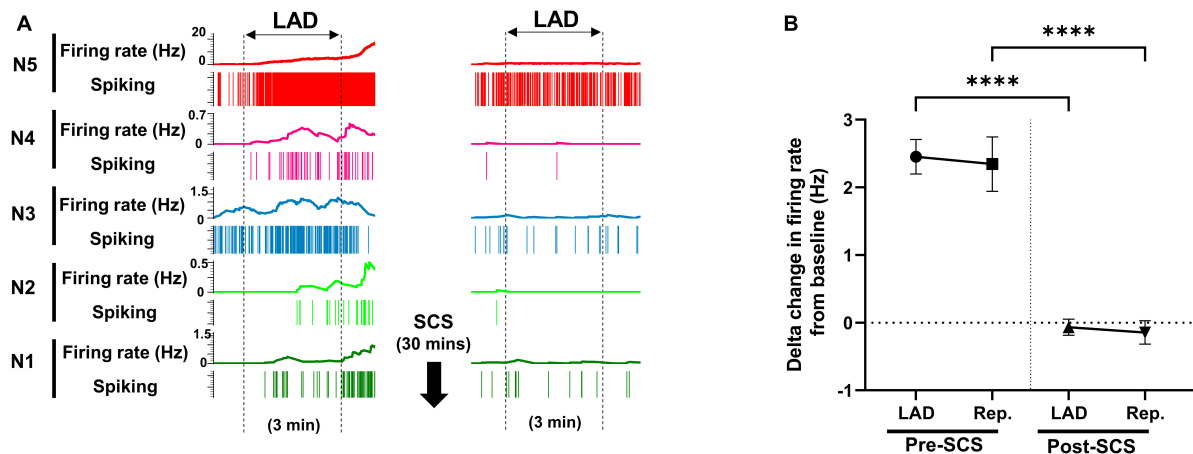 A
LAD
LAD
N5
Firing rate (Hz)
20
0
Spiking
N4
Firing rate (Hz)
0.7
0
Spiking
N3
Firing rate (Hz)
1.5
0
Spiking
N2
Firing rate (Hz)
0.5
0
Spiking
N1
Firing rate (Hz)
1.5
0
Spiking
SCS
(30 mins)
(3 min)
(3 min)
B
****
****
Delta change in firing rate
from baseline (Hz)
3
2
1
0
-1
LAD
Rep.
LAD
Rep.
Pre-SCS
Post-SCS